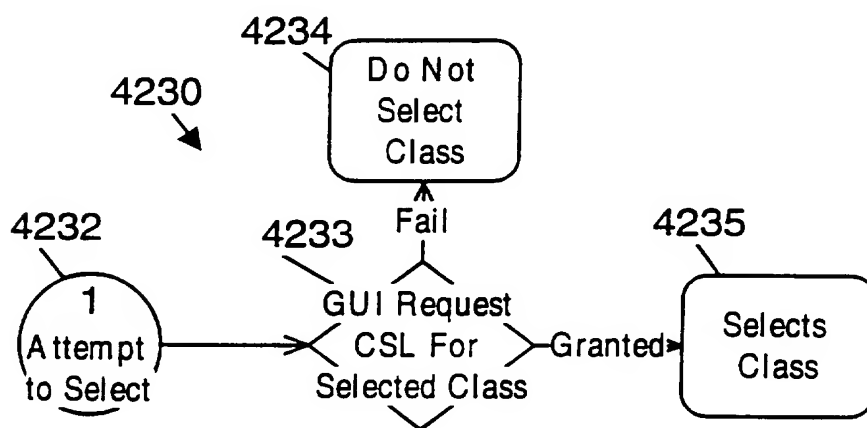 4234
Do Not
Select
Class
4230
Fail
4232
4233
4235
1
Attempt
to Select
GUI Request
CSL For
Selected Class
Granted
Selects
Class